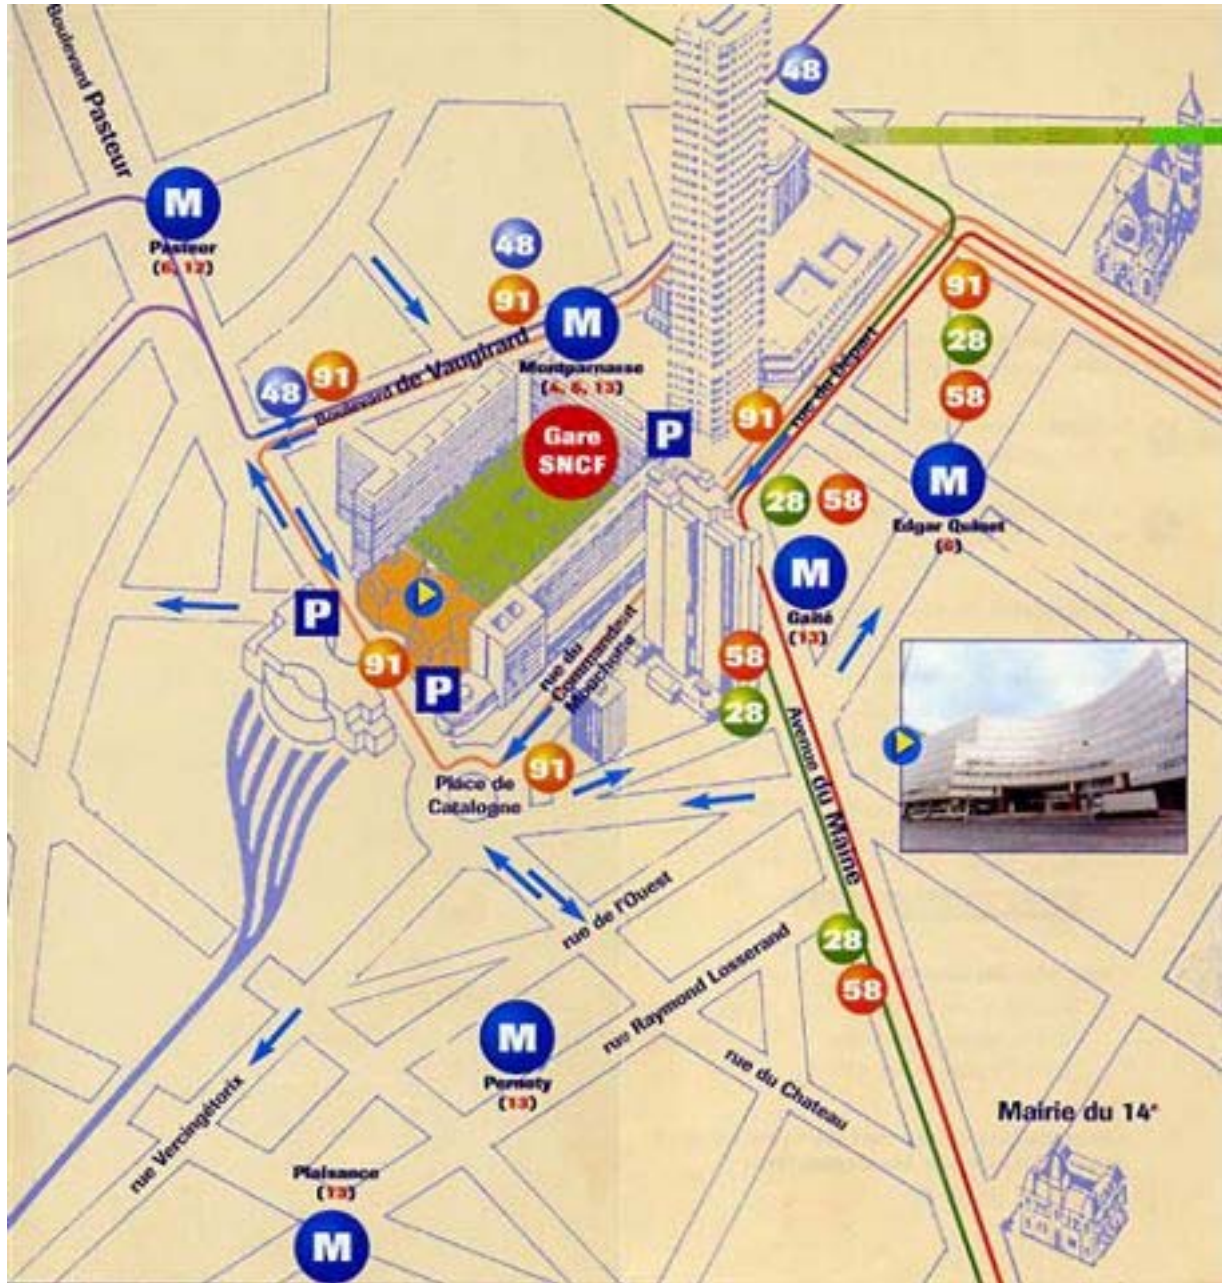 Boulevard Pasteur
48
M
Pasteur
(6, 12)
48
91
M
Montparnasse
(4, 6, 13)
91
28
58
48
91
Boulevard de Vaugirard
Gare
SNCF
P
91
rue du Départ
M
Edgar Quinet
(6)
28
58
M
Gaîté
(13)
P
91
P
rue du
Commandant
Mouchotte
58
28
91
Place de
Catalogne
Avenue du Maine
rue de l'Ouest
rue Raymond Losserand
28
58
M
Pernety
(13)
rue du Chateau
rue Vercingétorix
Mairie du 14e
Plaisance
(13)
M